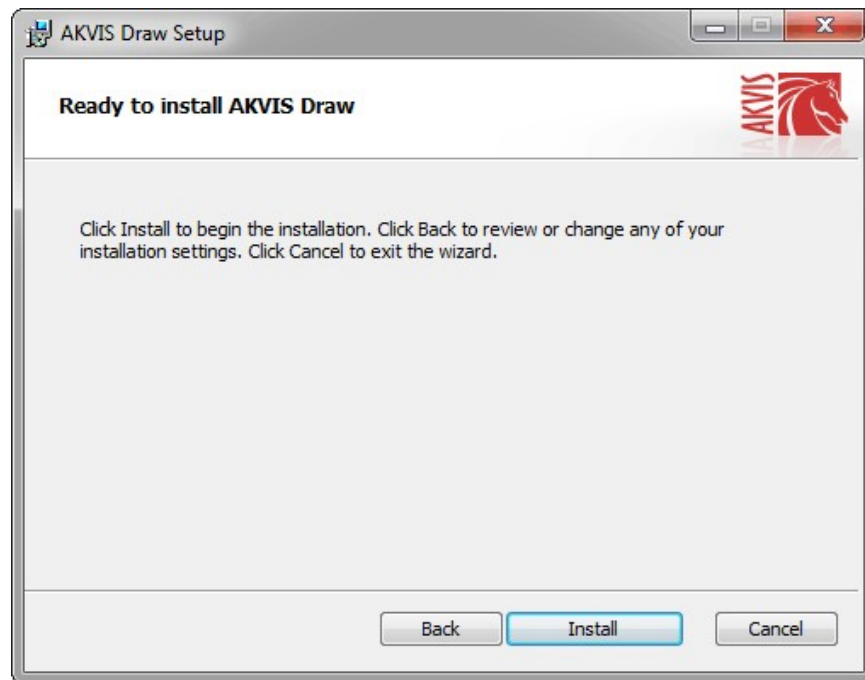 AKVIS Draw Setup
Ready to install AKVIS Draw
AKVIS
Click Install to begin the installation. Click Back to review or change any of your
installation settings. Click Cancel to exit the wizard.
Back
Install
Cancel